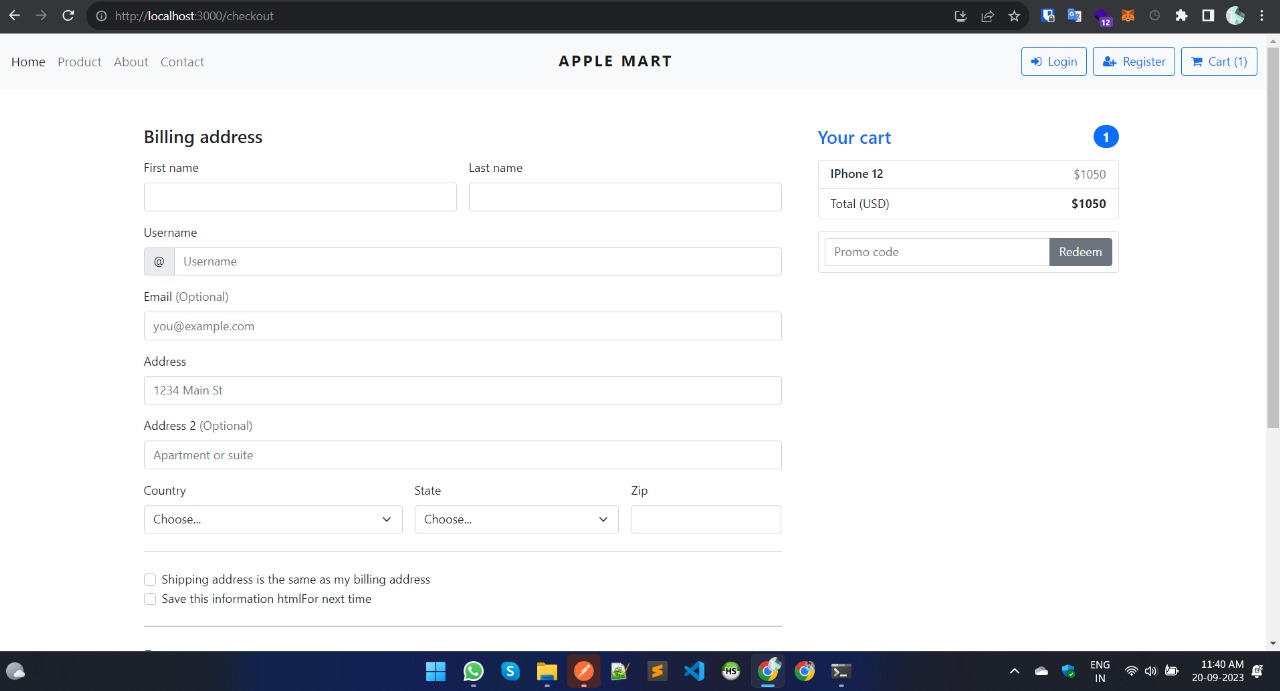 http://localhost:3000/checkout
12
Home Product About Contact
APPLE MART
Login Register Cart (1)
Billing address
First name Last name
Username
@ Username
Email (Optional)
you@example.com
Address
1234 Main St
Address 2 (Optional)
Apartment or suite
Country State Zip
Choose... Choose...
Shipping address is the same as my billing address
Save this information htmlFor next time
Your cart 1
IPhone 12 $1050
Total (USD) $1050
Promo code Redeem
HS
ENG
IN
11:40 AM
20-09-2023